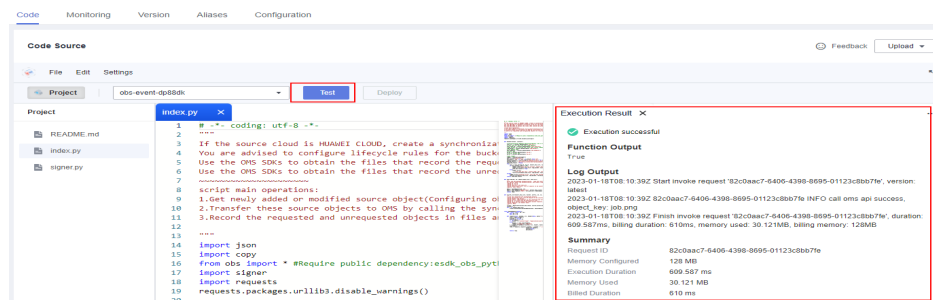 Code Monitoring Version Aliases Configuration
Code Source
Feedback Upload
File Edit Settings
Project obs-event-dp88dk Test Deploy
Project
README.md
index.py
signer.py
index.py ×
1 # -*- coding: utf-8 -*-
2 """
3 If the source cloud is HUAWEI CLOUD, create a synchronizat
4 You are advised to configure lifecycle rules for the bucke
5 Use the OMS SDKs to obtain the files that record the reque
6 Use the OMS SDKs to obtain the files that record the unre
7 ~~~~~~~~~~~~~~~~~~~~~
8 script main operations:
9 1.Get newly added or modified source object(Configuring o
10 2.Transfer these source objects to OMS by calling the syn
11 3.Record the requested and unrequested objects in files a
12
13 """
14 import json
15 import copy
16 from obs import * #Require public dependency:esdk_obs_pyth
17 import signer
18 import requests
19 requests.packages.urllib3.disable_warnings()
20
Execution Result ×
Execution successful
Function Output
True
Log Output
2023-01-18T08:10:39Z Start invoke request '82c0aac7-6406-4398-8695-01123c8bb7fe', version:
latest
2023-01-18T08:10:39Z 82c0aac7-6406-4398-8695-01123c8bb7fe INFO call oms api success,
object_key: job.png
2023-01-18T08:10:39Z Finish invoke request '82c0aac7-6406-4398-8695-01123c8bb7fe', duration:
609.587ms, billing duration: 610ms, memory used: 30.121MB, billing memory: 128MB
Summary
Request ID 82c0aac7-6406-4398-8695-01123c8bb7fe
Memory Configured 128 MB
Execution Duration 609.587 ms
Memory Used 30.121 MB
Billed Duration 610 ms